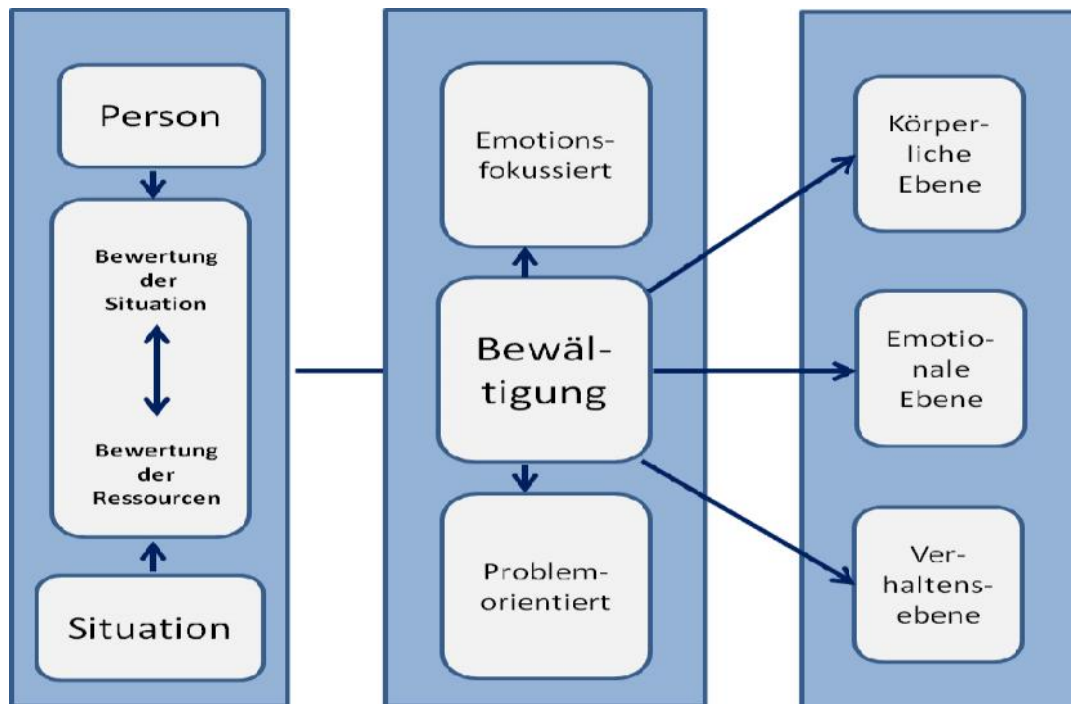 Person
Bewertung
der
Situation
Bewertung
der
Ressourcen
Situation
Emotions-
fokussiert
Bewäl-
tigung
Problem-
orientiert
Körper-
liche
Ebene
Emotio-
nale
Ebene
Ver-
haltens-
ebene